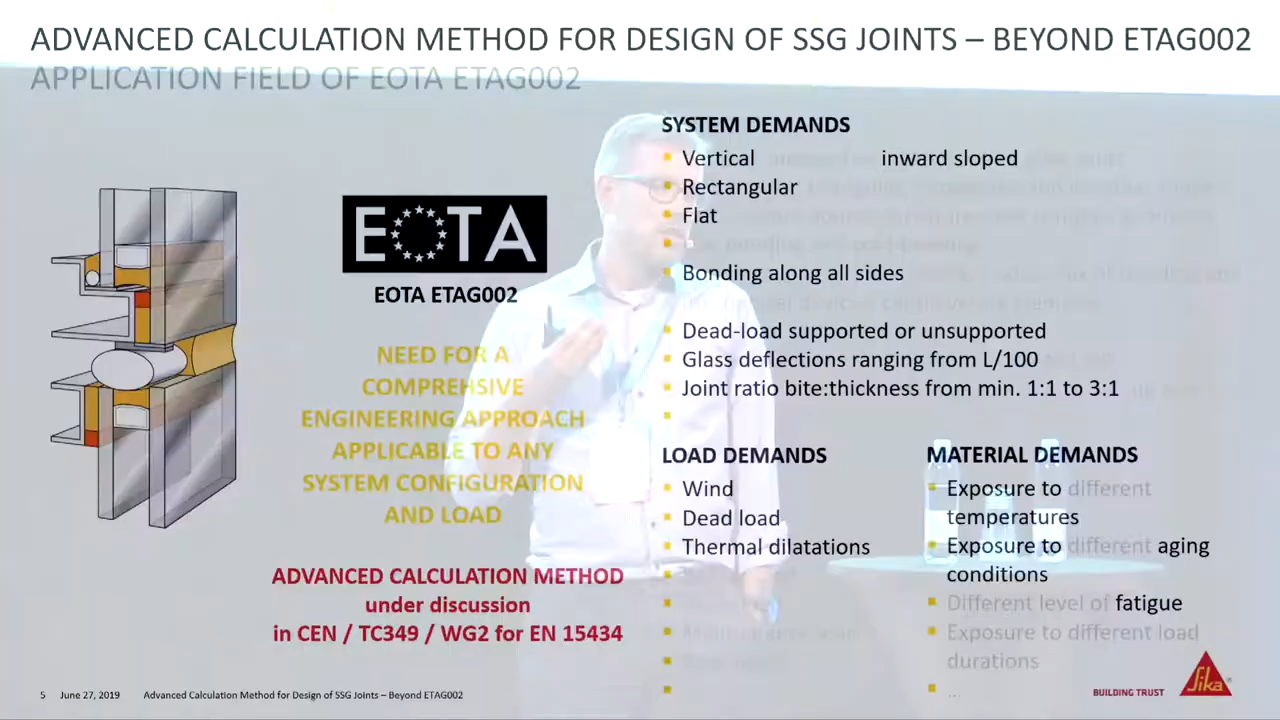 ADVANCED CALCULATION METHOD FOR DESIGN OF SSG JOINTS – BEYOND ETAG002
APPLICATION FIELD OF EOTA ETAG002
EOTA
EOTA ETAG002
NEED FOR A
COMPREHSIVE
ENGINEERING APPROACH
APPLICABLE TO ANY
SYSTEM CONFIGURATION
AND LOAD
ADVANCED CALCULATION METHOD
under discussion
in CEN / TC349 / WG2 for EN 15434
SYSTEM DEMANDS
Vertical inward sloped
Rectangular
Flat
Bonding along all sides
Dead-load supported or unsupported
Glass deflections ranging from L/100
Joint ratio bite:thickness from min. 1:1 to 3:1
LOAD DEMANDS
Wind
Dead load
Thermal dilatations
MATERIAL DEMANDS
Exposure to different
temperatures
Exposure to different aging
conditions
Different level of fatigue
Exposure to different load
durations
...
5 June 27, 2019 Advanced Calculation Method for Design of SSG Joints – Beyond ETAG002
BUILDING TRUST
Sika